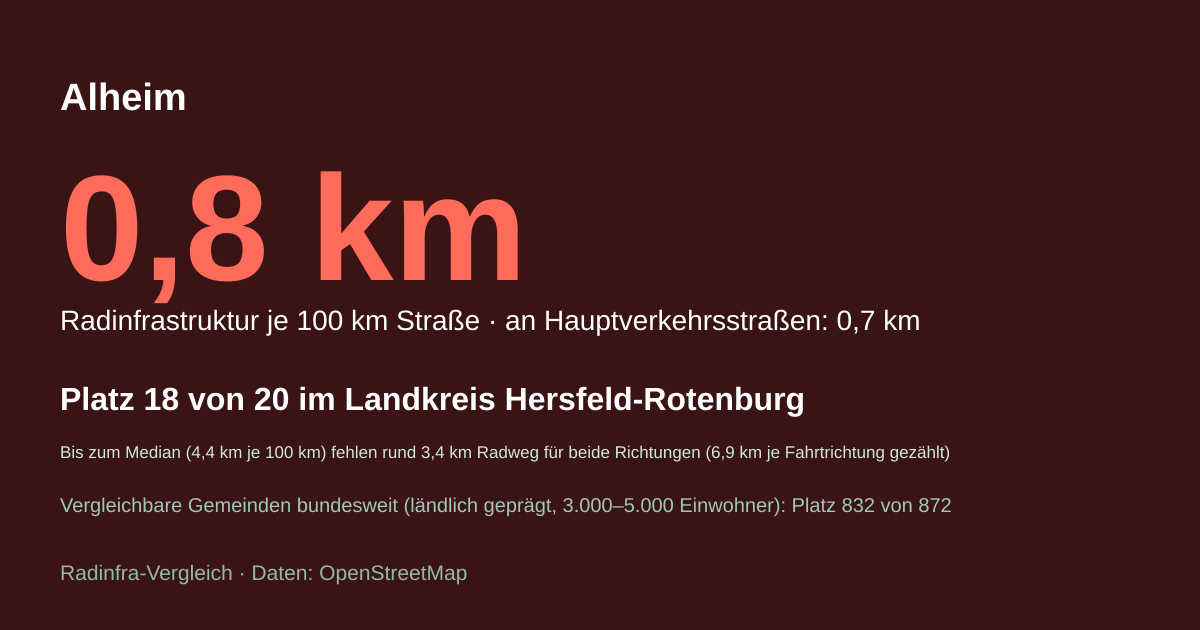 Alheim
0,8 km
Radinfrastruktur je 100 km Straße · an Hauptverkehrsstraßen: 0,7 km
Platz 18 von 20 im Landkreis Hersfeld-Rotenburg
Bis zum Median (4,4 km je 100 km) fehlen rund 3,4 km Radweg für beide Richtungen (6,9 km je Fahrtrichtung gezählt)
Vergleichbare Gemeinden bundesweit (ländlich geprägt, 3.000–5.000 Einwohner): Platz 832 von 872
Radinfra-Vergleich · Daten: OpenStreetMap